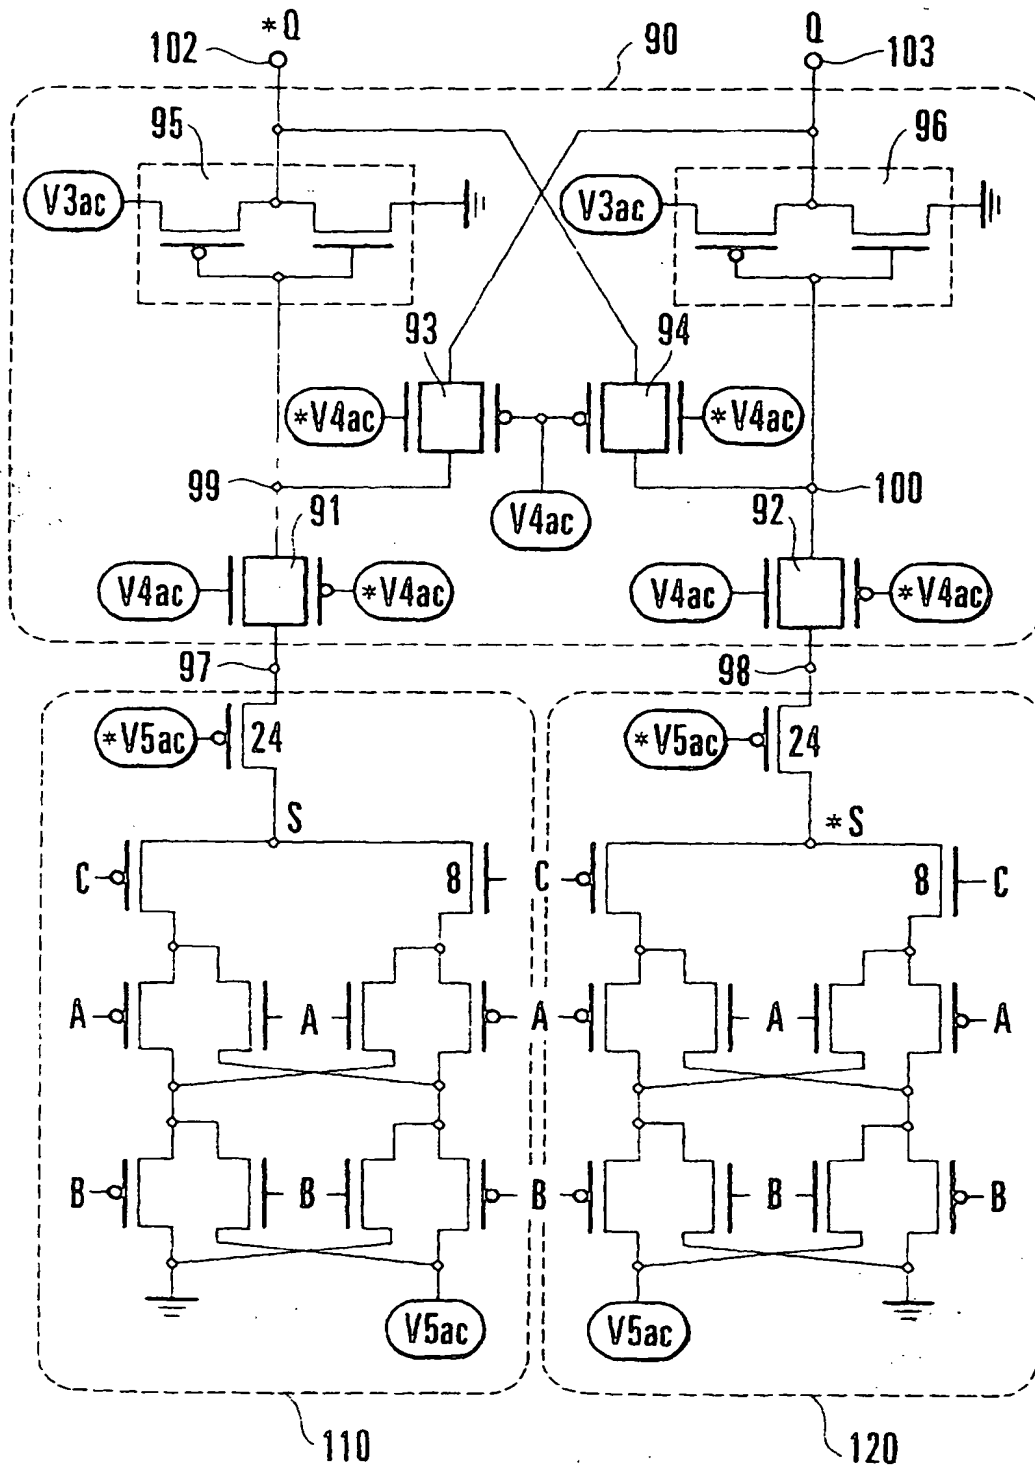 *Q Q
102 90 103
95 96
V3ac V3ac
93 94
*V4ac *V4ac
99 91 V4ac 92 100
V4ac *V4ac V4ac *V4ac
97 98
*V5ac 24 *V5ac 24
S *S
C 8 C 8 C
A A A A A
B B B B B
V5ac V5ac
110 120